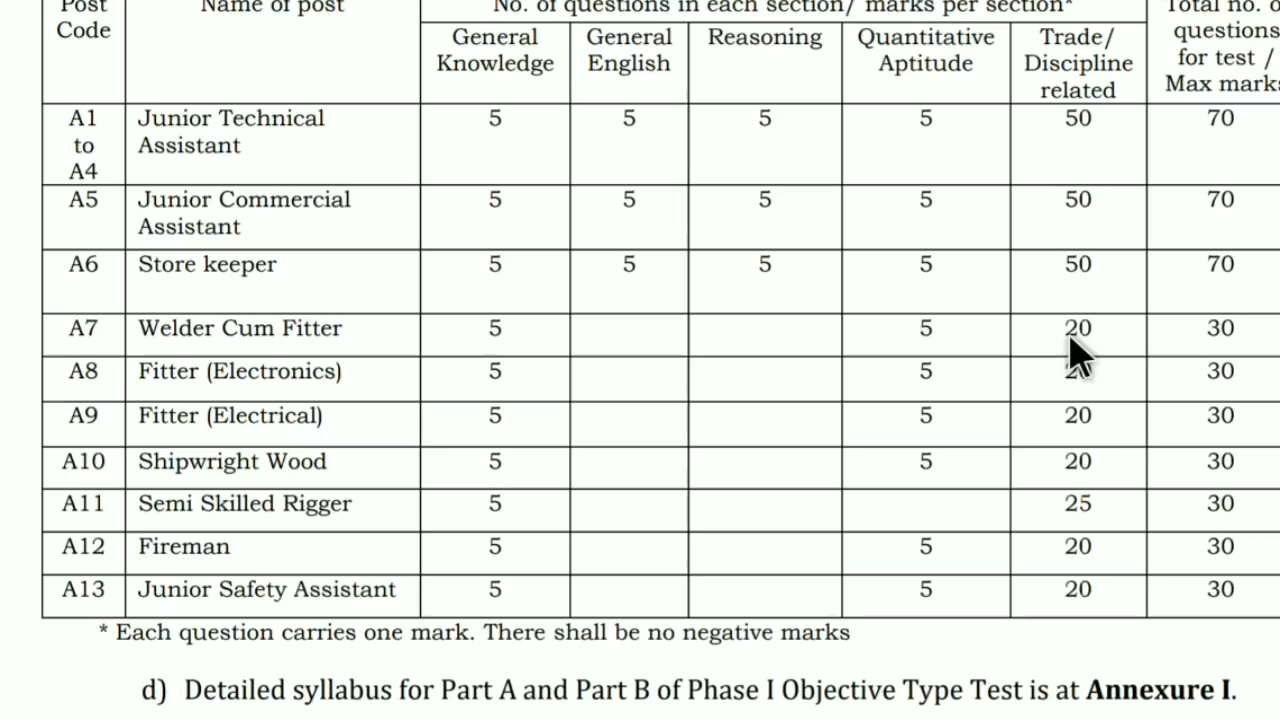 Post Name of post No. of questions in each section/ marks per section* Total no.
Code General General Reasoning Quantitative Trade/ questions
Knowledge English Aptitude Discipline for test /
related Max marks
A1 Junior Technical 5 5 5 5 50 70
to Assistant
A4
A5 Junior Commercial 5 5 5 5 50 70
Assistant
A6 Store keeper 5 5 5 5 50 70
A7 Welder Cum Fitter 5 5 20 30
A8 Fitter (Electronics) 5 5 30
A9 Fitter (Electrical) 5 5 20 30
A10 Shipwright Wood 5 5 20 30
A11 Semi Skilled Rigger 5 25 30
A12 Fireman 5 5 20 30
A13 Junior Safety Assistant 5 5 20 30
* Each question carries one mark. There shall be no negative marks
d) Detailed syllabus for Part A and Part B of Phase I Objective Type Test is at Annexure I.